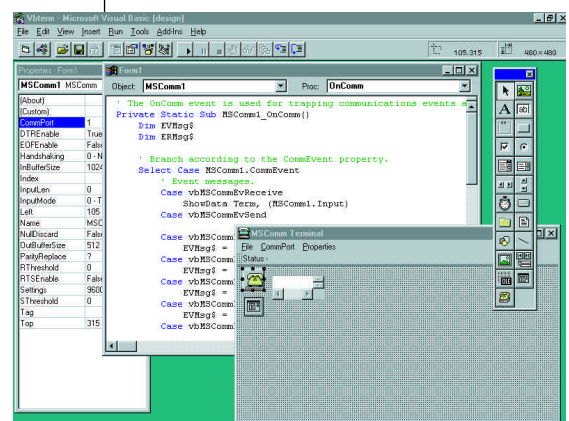 Vbterm - Microsoft Visual Basic [design]
File Edit View Insert Run Tools Add-Ins Help
105.315
480×480
Properties - Form1
MSComm1 MSComm
(About)
(Custom)
CommPort 1
DTREnable True
EOFEnable False
Handshaking 0 - N
InBufferSize 1024
Index
InputLen 0
InputMode 0 - T
Left 105
Name MSC
NullDiscard False
OutBufferSize 512
ParityReplace ?
RThreshold 0
RTSEnable False
Settings 9600
SThreshold 0
Tag
Top 315
Form1
Object: MSComm1 Proc: OnComm
' The OnComm event is used for trapping communications events a
Private Static Sub MSComm1_OnComm()
Dim EVMsg$
Dim ERMsg$
' Branch according to the CommEvent property.
Select Case MSComm1.CommEvent
' Event messages.
Case vbMSCommEvReceive
ShowData Term, (MSComm1.Input)
Case vbMSCommEvSend
Case vbMSComm
EVMsg$ =
Case vbMSComm
EVMsg$ =
Case vbMSComm
EVMsg$ =
Case vbMSComm
EVMsg$ =
Case vbMSComm
MSComm Terminal
File CommPort Properties
Status -
A
ab|
OLE